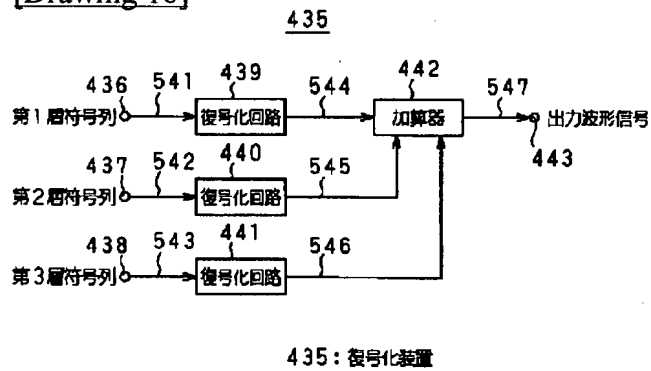 [Drawing 16]
435
436 541 439 544 442 547
第1層符号列 復号化回路 加算器 出力波形信号
443
437 542 440 545
第2層符号列 復号化回路
438 543 441 546
第3層符号列 復号化回路
435:復号化装置